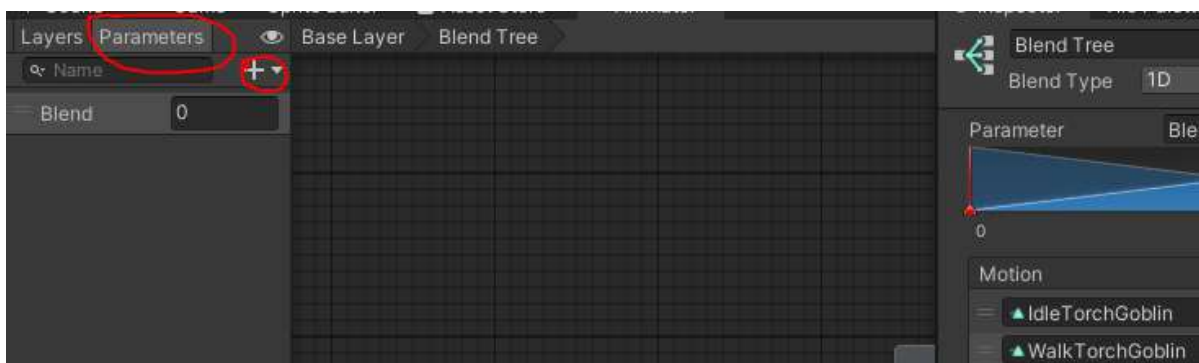 Layers Parameters Base Layer Blend Tree
Name
Blend 0
Blend Tree
Blend Type 1D
Parameter Ble
0
Motion
IdleTorchGoblin
WalkTorchGoblin